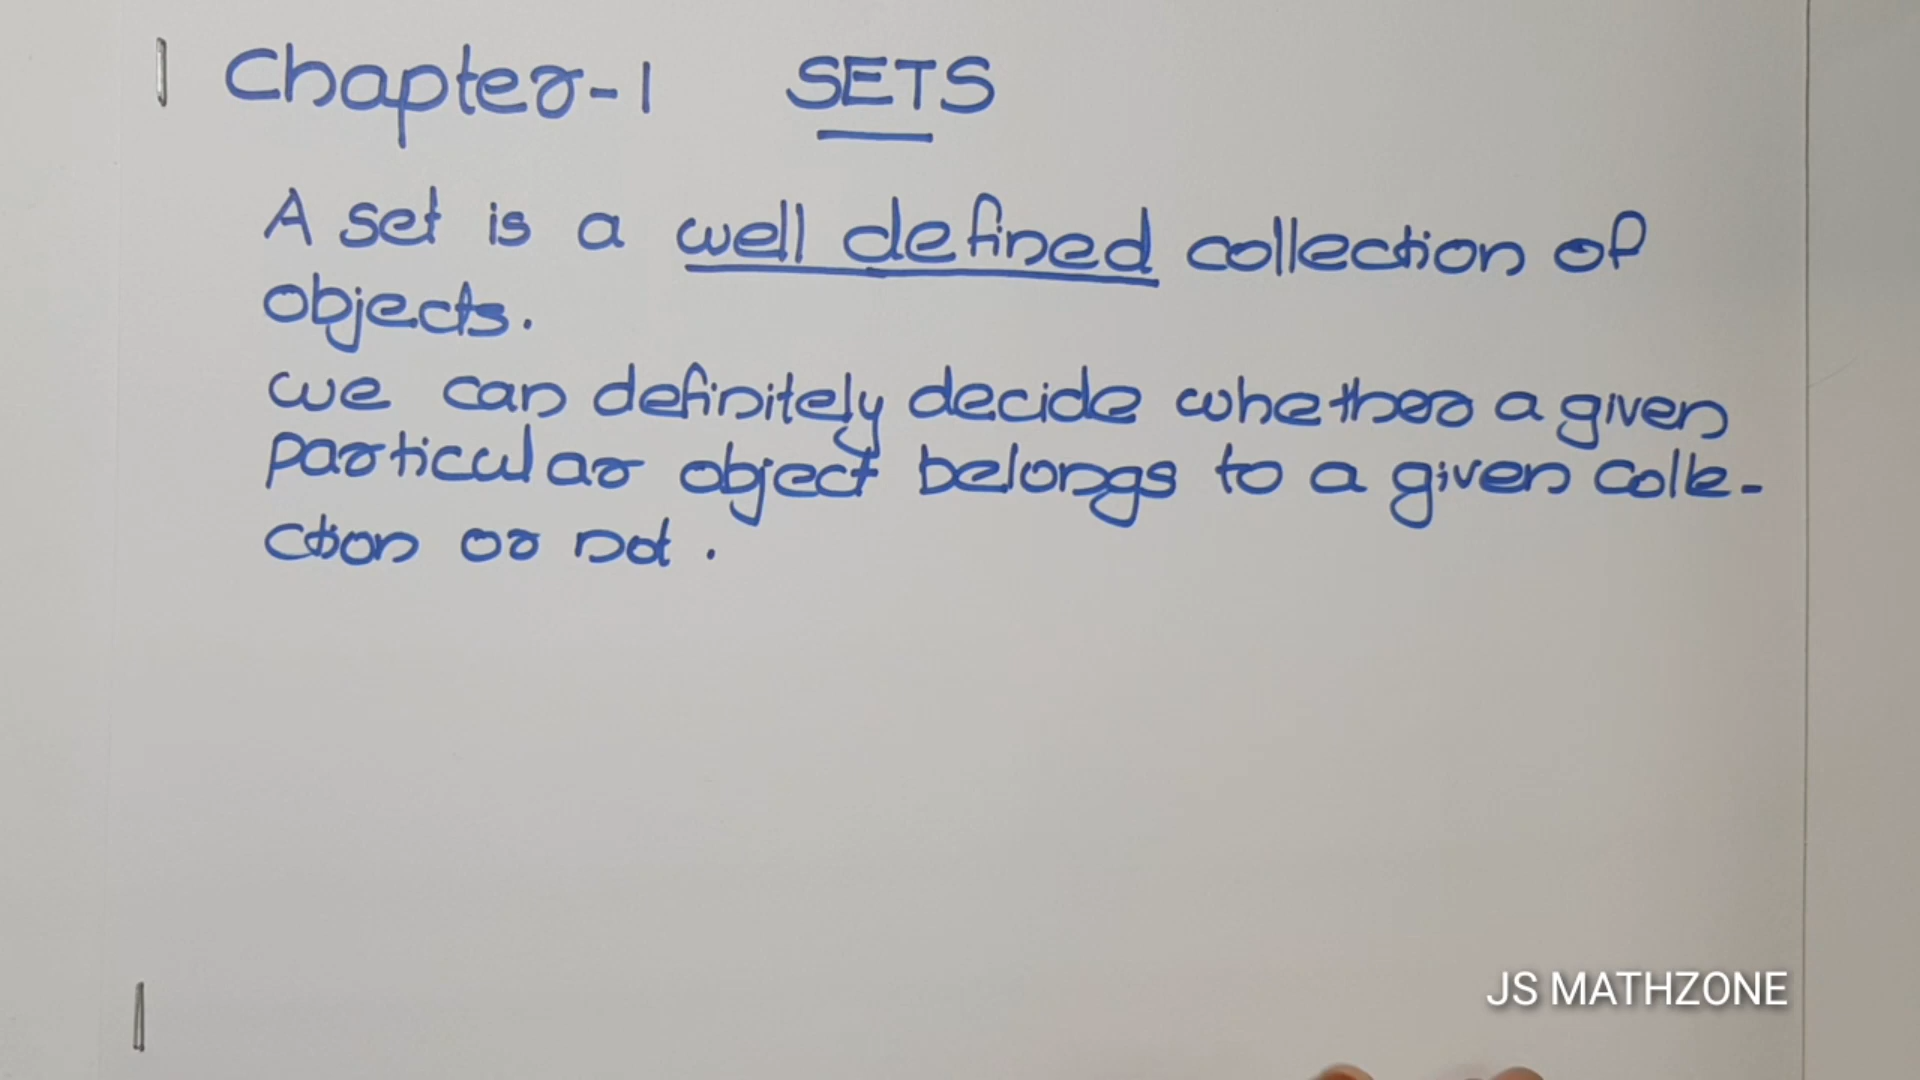 Chapter-1 SETS
A set is a well defined collection of
objects.
we can definitely decide whether a given
particular object belongs to a given colle-
ction or not.
JS MATHZONE